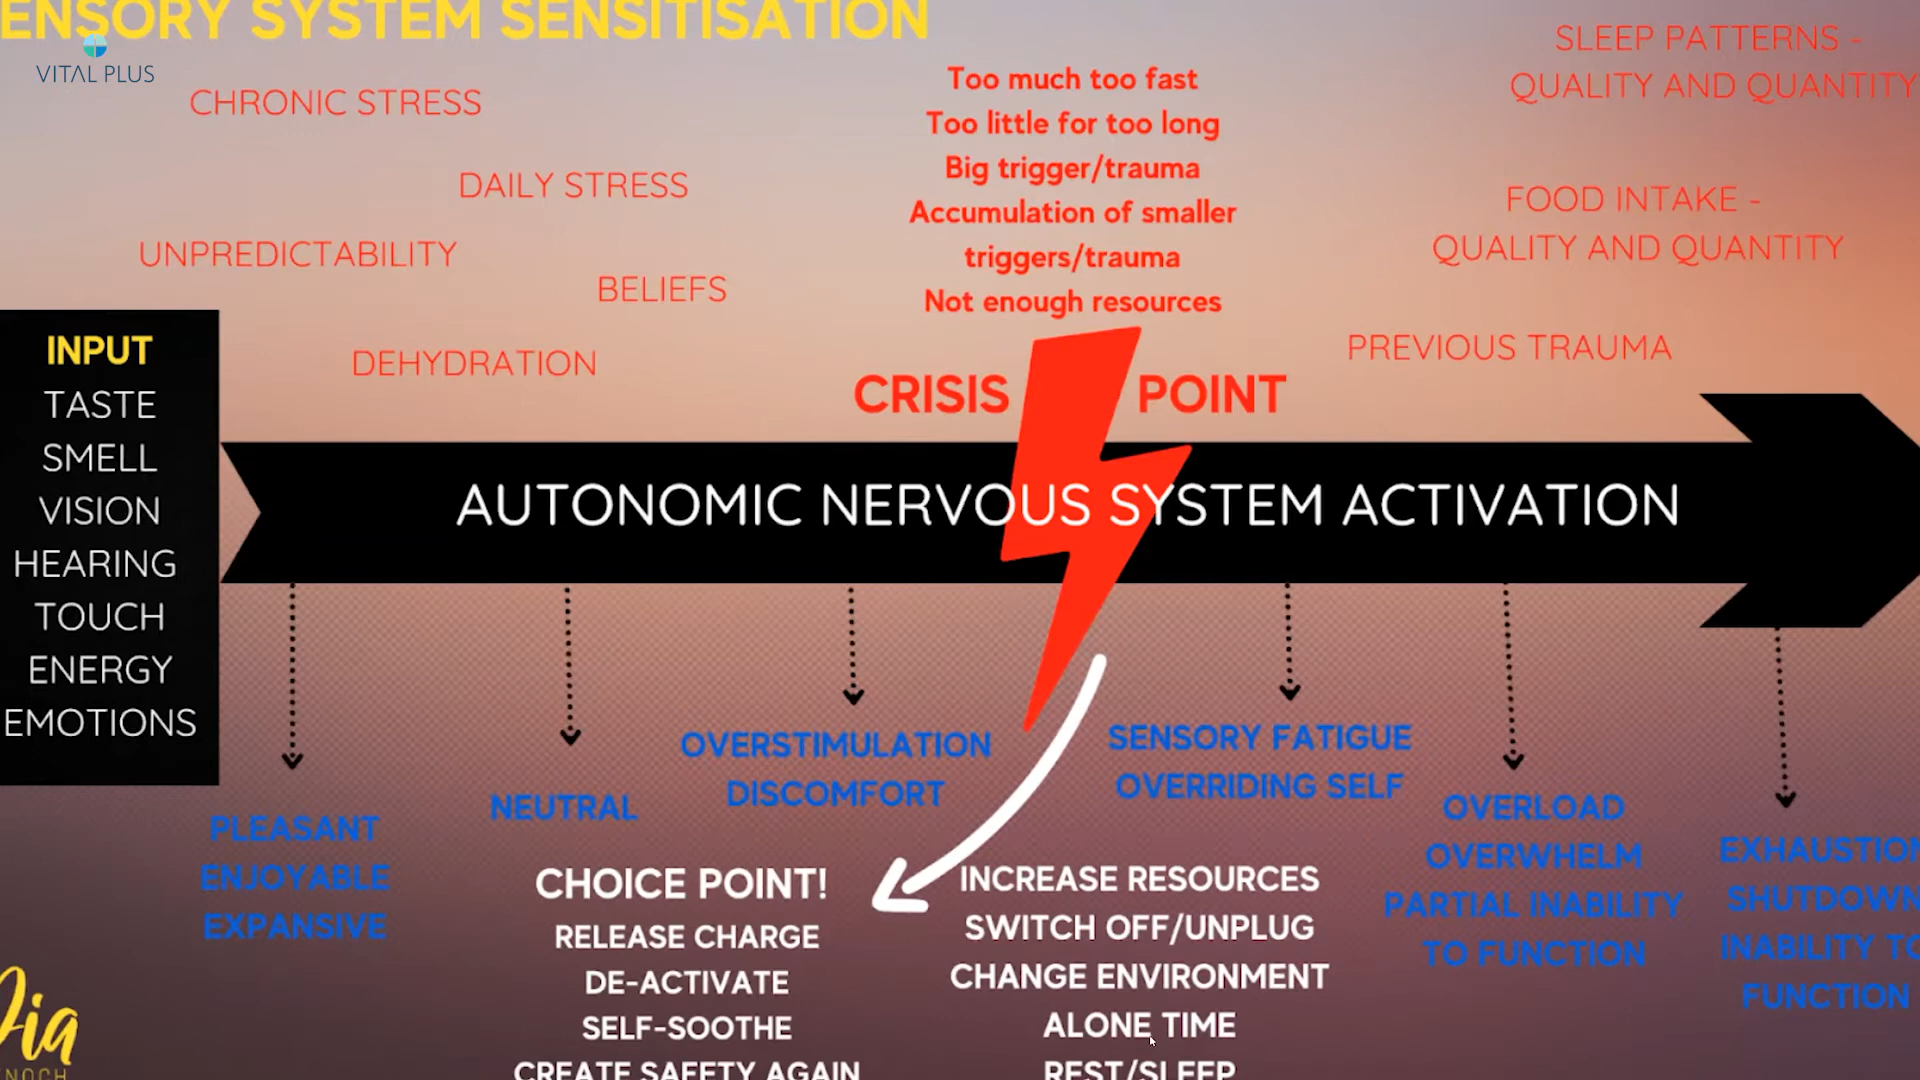 ENSORY SYSTEM SENSITISATION
VITAL PLUS
CHRONIC STRESS
DAILY STRESS
UNPREDICTABILITY
BELIEFS
DEHYDRATION
Too much too fast
Too little for too long
Big trigger/trauma
Accumulation of smaller
triggers/trauma
Not enough resources
SLEEP PATTERNS -
QUALITY AND QUANTITY
FOOD INTAKE -
QUALITY AND QUANTITY
PREVIOUS TRAUMA
CRISIS POINT
INPUT
TASTE
SMELL
VISION
HEARING
TOUCH
ENERGY
EMOTIONS
AUTONOMIC NERVOUS SYSTEM ACTIVATION
PLEASANT
ENJOYABLE
EXPANSIVE
NEUTRAL
OVERSTIMULATION
DISCOMFORT
SENSORY FATIGUE
OVERRIDING SELF
OVERLOAD
OVERWHELM
PARTIAL INABILITY
TO FUNCTION
EXHAUSTION
SHUTDOWN
INABILITY TO
FUNCTION
CHOICE POINT!
RELEASE CHARGE
DE-ACTIVATE
SELF-SOOTHE
CREATE SAFETY AGAIN
INCREASE RESOURCES
SWITCH OFF/UNPLUG
CHANGE ENVIRONMENT
ALONE TIME
REST/SLEEP